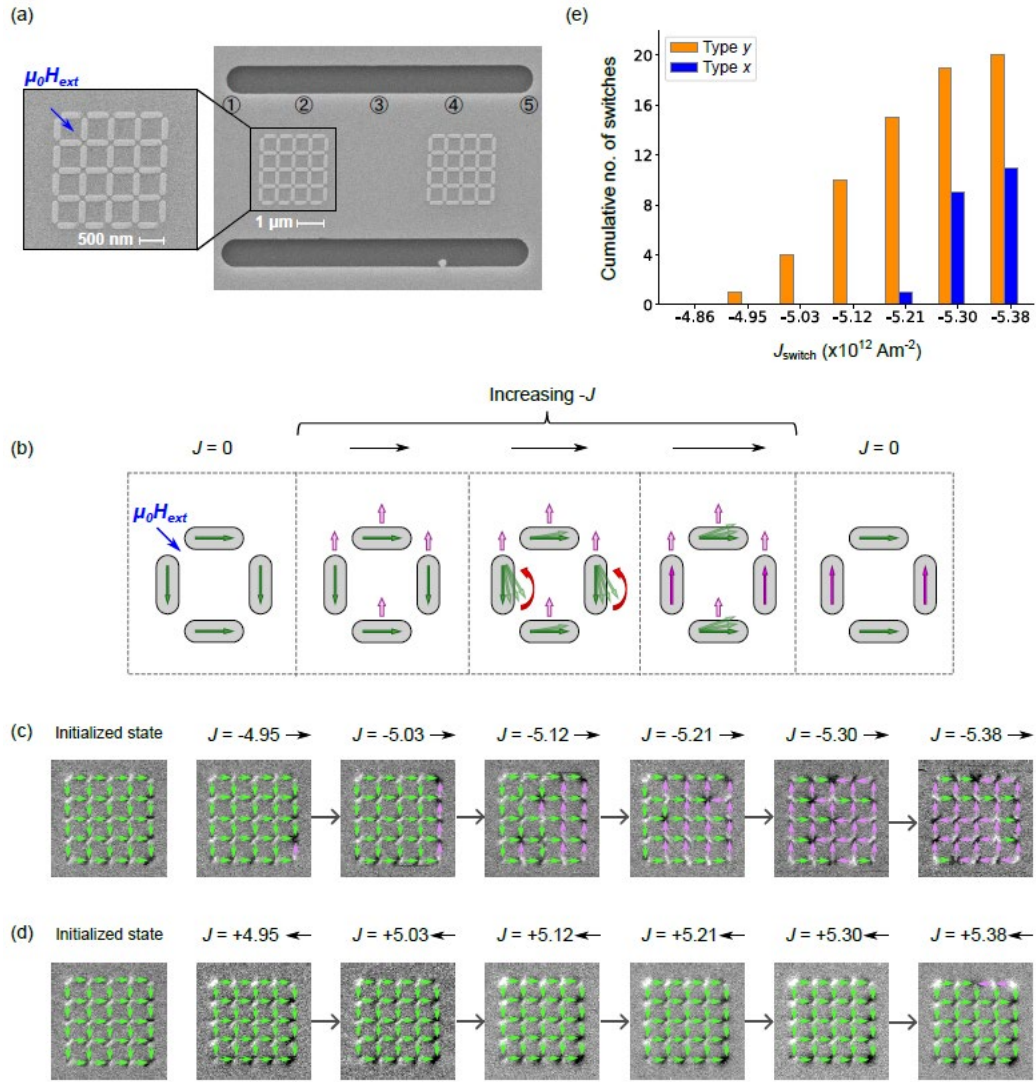 (a)
μ₀H_ext
① ② ③ ④ ⑤
1 μm
500 nm
(e)
Type y
Type x
Cumulative no. of switches
20
16
12
8
4
0
-4.86 -4.95 -5.03 -5.12 -5.21 -5.30 -5.38
J_switch (x10¹² Am⁻²)
Increasing -J
(b)
J = 0
J = 0
μ₀H_ext
(c)
Initialized state
J = -4.95
J = -5.03
J = -5.12
J = -5.21
J = -5.30
J = -5.38
(d)
Initialized state
J = +4.95
J = +5.03
J = +5.12
J = +5.21
J = +5.30
J = +5.38